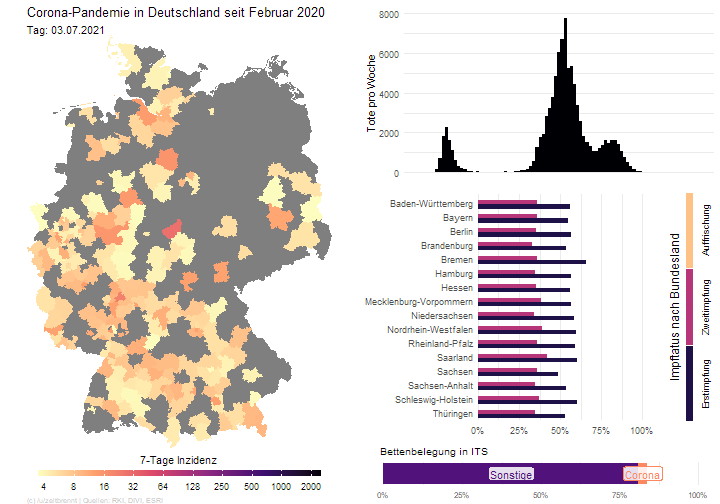 Corona-Pandemie in Deutschland seit Februar 2020
Tag: 03.07.2021
7-Tage Inzidenz
4 8 16 32 64 125 250 500 1000 2000
(c) /u/zeitbrennt | Quellen: RKI, DIVI, ESRI
Tote pro Woche
8000
6000
4000
2000
0
Impfstatus nach Bundesland
Baden-Württemberg
Bayern
Berlin
Brandenburg
Bremen
Hamburg
Hessen
Mecklenburg-Vorpommern
Niedersachsen
Nordrhein-Westfalen
Rheinland-Pfalz
Saarland
Sachsen
Sachsen-Anhalt
Schleswig-Holstein
Thüringen
0% 25% 50% 75% 100%
Auffrischung
Zweitimpfung
Erstimpfung
Bettenbelegung in ITS
Sonstige Corona
0% 25% 50% 75% 100%